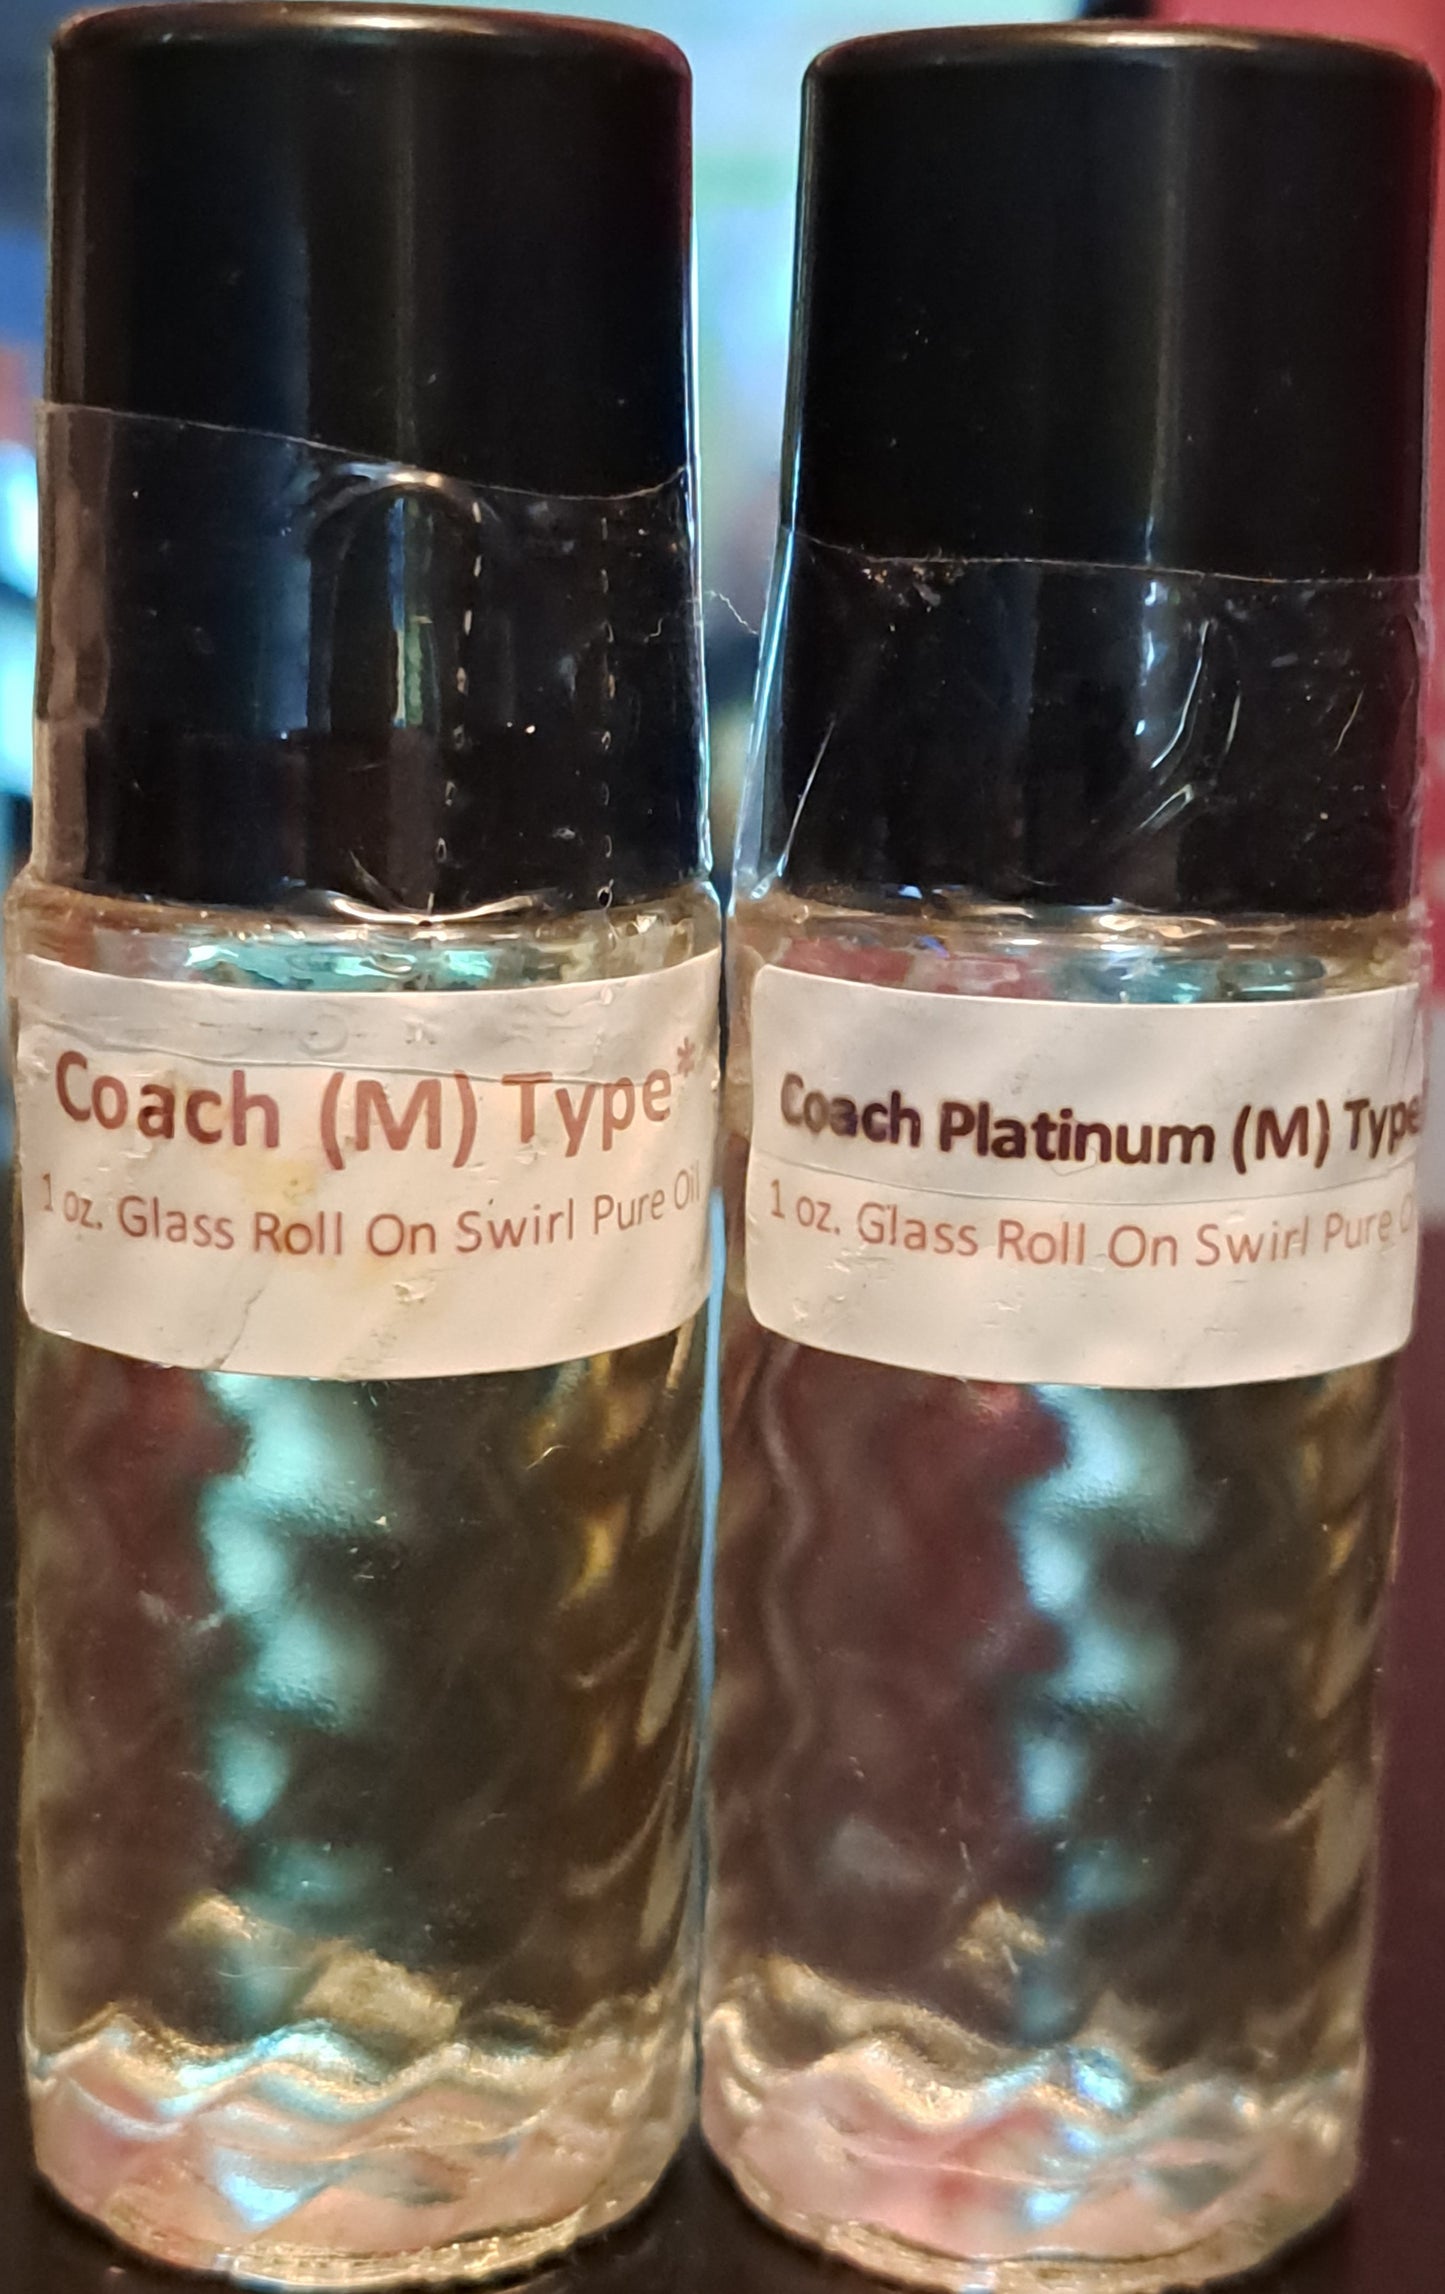 Coach (M) Type*
1 oz. Glass Roll On Swirl Pure Oil
Coach Platinum (M) Type
1 oz. Glass Roll On Swirl Pure